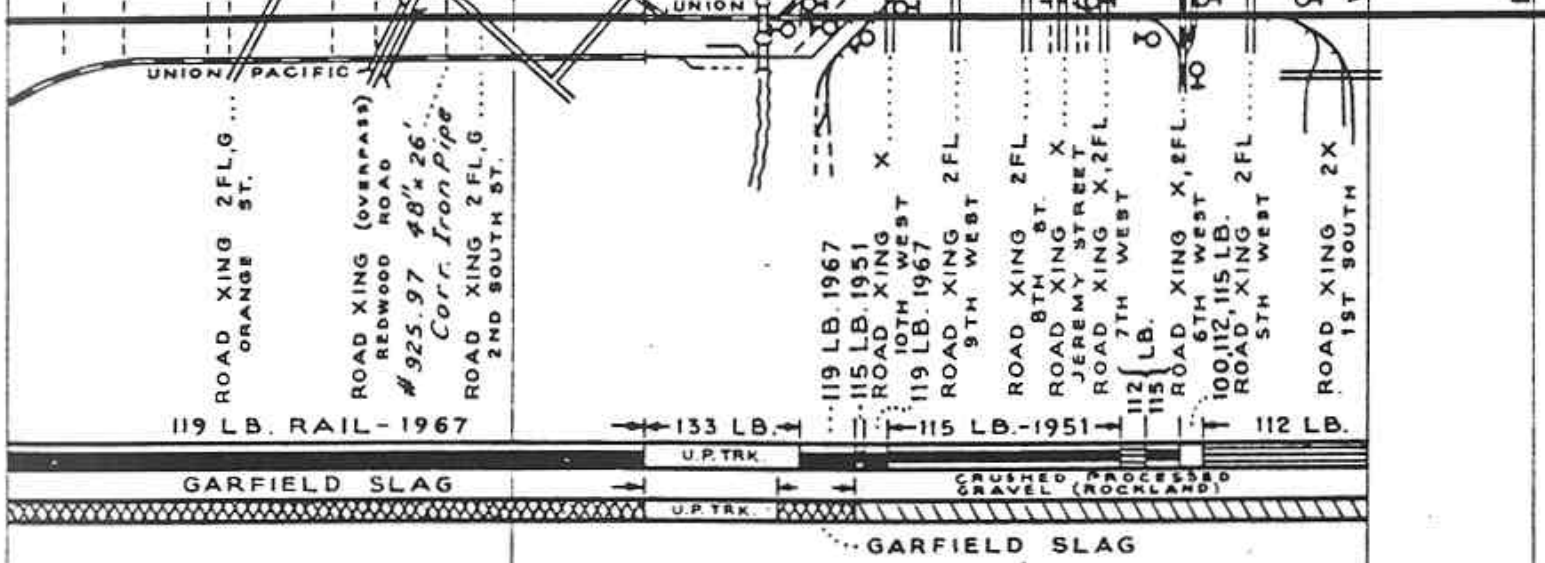 UNION
UNION PACIFIC
ROAD XING 2FL,G
ORANGE ST.
ROAD XING (OVERPASS)
REDWOOD ROAD
#925.97 48"x 26'
Corr. Iron Pipe
ROAD XING 2 FL,G
2ND SOUTH ST.
119 LB. 1967
115 LB. 1951
ROAD XING X
10TH WEST
119 LB. 1967
ROAD XING 2FL
9TH WEST
ROAD XING 2FL
8TH ST.
ROAD XING X
JEREMY STREET
ROAD XING X,2FL
7TH WEST
112
115
LB.
ROAD XING X,2FL
6TH WEST
100,112,115 LB.
ROAD XING 2FL
5TH WEST
ROAD XING 2X
1ST SOUTH
119 LB. RAIL-1967
133 LB.
115 LB.-1951
112 LB.
U.P. TRK.
GARFIELD SLAG
CRUSHED PROCESSED
GRAVEL (ROCKLAND)
U.P. TRK.
GARFIELD SLAG